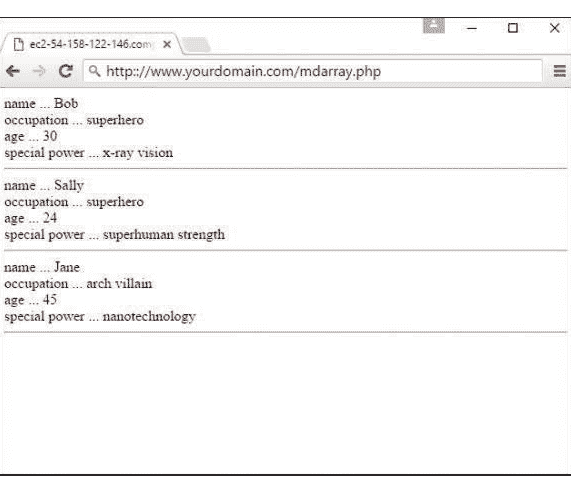 ec2-54-158-122-146.com
http:://www.yourdomain.com/mdarray.php
name ... Bob
occupation ... superhero
age ... 30
special power ... x-ray vision
name ... Sally
occupation ... superhero
age ... 24
special power ... superhuman strength
name ... Jane
occupation ... arch villain
age ... 45
special power ... nanotechnology